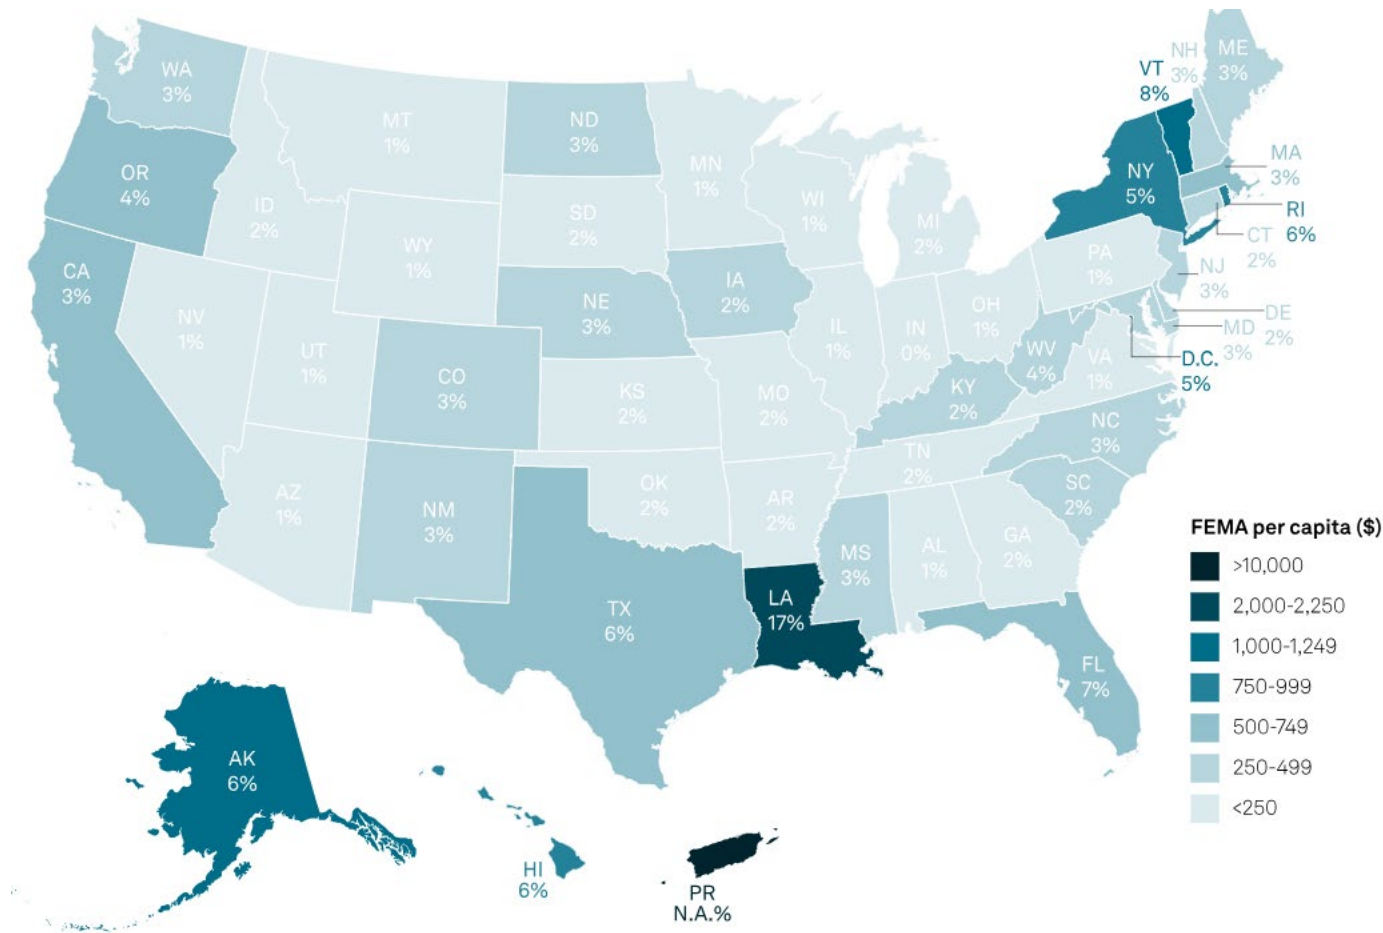 WA
3%
OR
4%
CA
3%
ID
2%
NV
1%
MT
1%
WY
1%
UT
1%
AZ
1%
CO
3%
NM
3%
ND
3%
SD
2%
NE
3%
KS
2%
OK
2%
TX
6%
MN
1%
IA
2%
MO
2%
AR
2%
LA
17%
WI
1%
IL
1%
MI
2%
IN
0%
OH
1%
KY
2%
TN
2%
MS
3%
AL
1%
GA
2%
FL
7%
SC
2%
NC
3%
VA
1%
WV
4%
PA
1%
NY
5%
VT
8%
NH
3%
ME
3%
MA
3%
RI
6%
CT
2%
NJ
3%
DE
2%
MD
3%
D.C.
5%
AK
6%
HI
6%
PR
N.A.%
FEMA per capita ($)
>10,000
2,000-2,250
1,000-1,249
750-999
500-749
250-499
<250